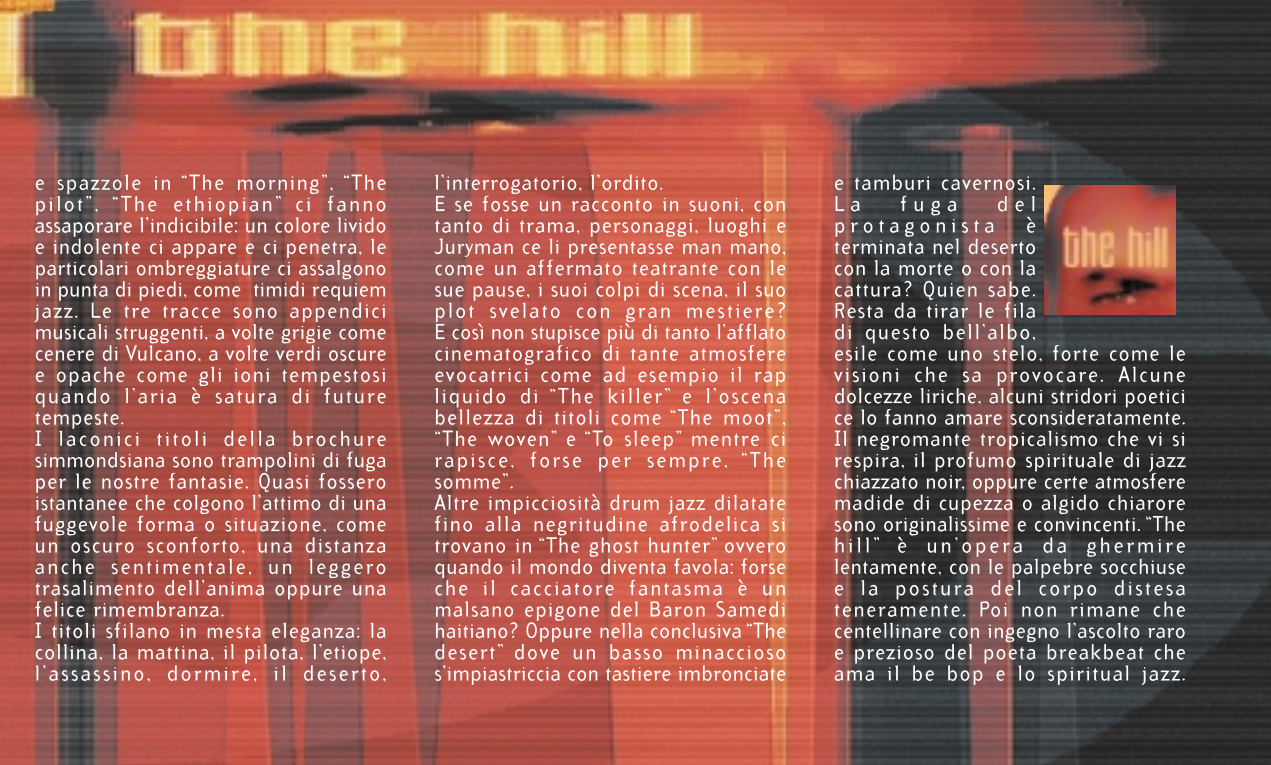 the hill
e spazzole in “The morning”, “The
pilot”, “The ethiopian” ci fanno
assaporare l'indicibile: un colore livido
e indolente ci appare e ci penetra, le
particolari ombreggiature ci assalgono
in punta di piedi, come timidi requiem
jazz. Le tre tracce sono appendici
musicali struggenti, a volte grigie come
cenere di Vulcano, a volte verdi oscure
e opache come gli ioni tempestosi
quando l'aria è satura di future
tempeste.
I laconici titoli della brochure
simmondsiana sono trampolini di fuga
per le nostre fantasie. Quasi fossero
istantanee che colgono l'attimo di una
fuggevole forma o situazione, come
un oscuro sconforto, una distanza
anche sentimentale, un leggero
trasalimento dell'anima oppure una
felice rimembranza.
I titoli sfilano in mesta eleganza: la
collina, la mattina, il pilota, l'etiope,
l'assassino, dormire, il deserto,
l'interrogatorio, l'ordito.
E se fosse un racconto in suoni, con
tanto di trama, personaggi, luoghi e
Juryman ce li presentasse man mano,
come un affermato teatrante con le
sue pause, i suoi colpi di scena, il suo
plot svelato con gran mestiere?
E così non stupisce più di tanto l'afflato
cinematografico di tante atmosfere
evocatrici come ad esempio il rap
liquido di “The killer” e l'oscena
bellezza di titoli come “The moot”,
“The woven” e “To sleep” mentre ci
rapisce, forse per sempre, “The
somme”.
Altre impicciosità drum jazz dilatate
fino alla negritudine afrodelica si
trovano in “The ghost hunter” ovvero
quando il mondo diventa favola: forse
che il cacciatore fantasma è un
malsano epigone del Baron Samedi
haitiano? Oppure nella conclusiva “The
desert” dove un basso minaccioso
s'impiastriccia con tastiere imbronciate
e tamburi cavernosi.
La fuga del
protagonista è
terminata nel deserto
con la morte o con la
cattura? Quien sabe.
Resta da tirar le fila
di questo bell'albo,
esile come uno stelo, forte come le
visioni che sa provocare. Alcune
dolcezze liriche, alcuni stridori poetici
ce lo fanno amare sconsideratamente.
Il negromante tropicalismo che vi si
respira, il profumo spirituale di jazz
chiazzato noir, oppure certe atmosfere
madide di cupezza o algido chiarore
sono originalissime e convincenti. “The
hill” è un'opera da ghermire
lentamente, con le palpebre socchiuse
e la postura del corpo distesa
teneramente. Poi non rimane che
centellinare con ingegno l'ascolto raro
e prezioso del poeta breakbeat che
ama il be bop e lo spiritual jazz.
the hill